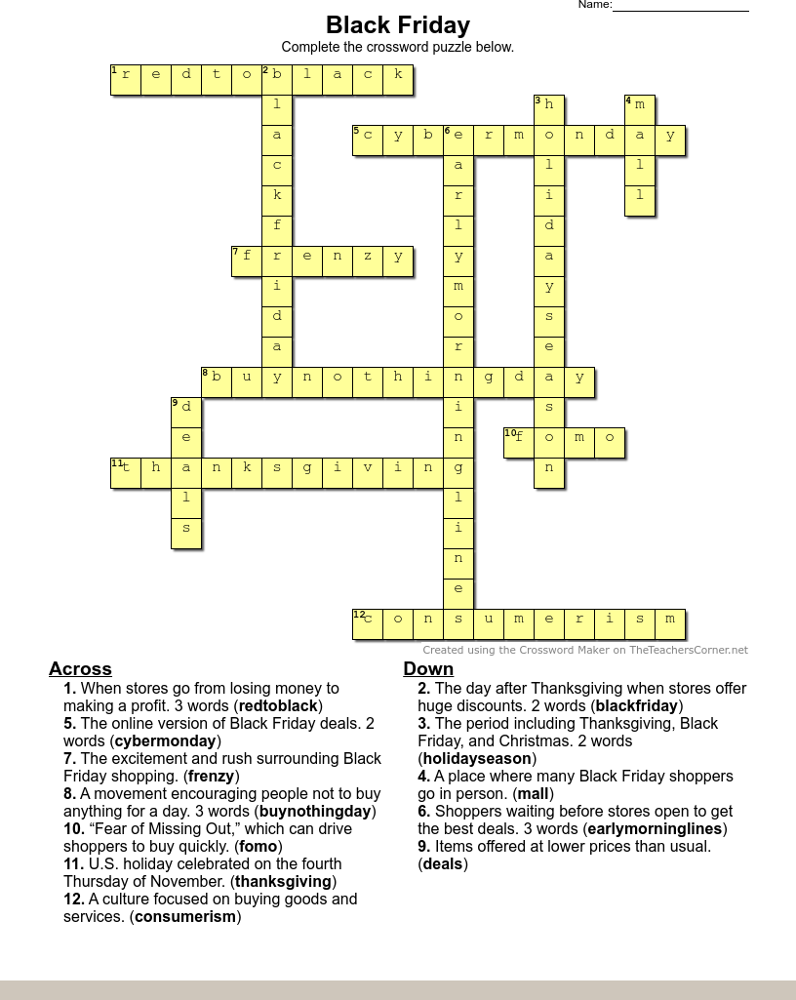 Name:
Black Friday
Complete the crossword puzzle below.
1 r e d t o 2 b l a c k
l 3 h 4 m
a 5 c y b 6 e r m o n d a y
c a l l
k r i l
f l d
7 f r e n z y y a
i m y
d o s
a r e
8 b u y n o t h i n g d a y
9 d i s
e n 10 f o m o
11 t h a n k s g i v i n g n
l l
s i
n
e
12 c o n s u m e r i s m
Created using the Crossword Maker on TheTeachersCorner.net
Across
1. When stores go from losing money to
making a profit. 3 words (redtoblack)
5. The online version of Black Friday deals. 2
words (cybermonday)
7. The excitement and rush surrounding Black
Friday shopping. (frenzy)
8. A movement encouraging people not to buy
anything for a day. 3 words (buynothingday)
10. “Fear of Missing Out,” which can drive
shoppers to buy quickly. (fomo)
11. U.S. holiday celebrated on the fourth
Thursday of November. (thanksgiving)
12. A culture focused on buying goods and
services. (consumerism)
Down
2. The day after Thanksgiving when stores offer
huge discounts. 2 words (blackfriday)
3. The period including Thanksgiving, Black
Friday, and Christmas. 2 words
(holidayseason)
4. A place where many Black Friday shoppers
go in person. (mall)
6. Shoppers waiting before stores open to get
the best deals. 3 words (earlymorninglines)
9. Items offered at lower prices than usual.
(deals)